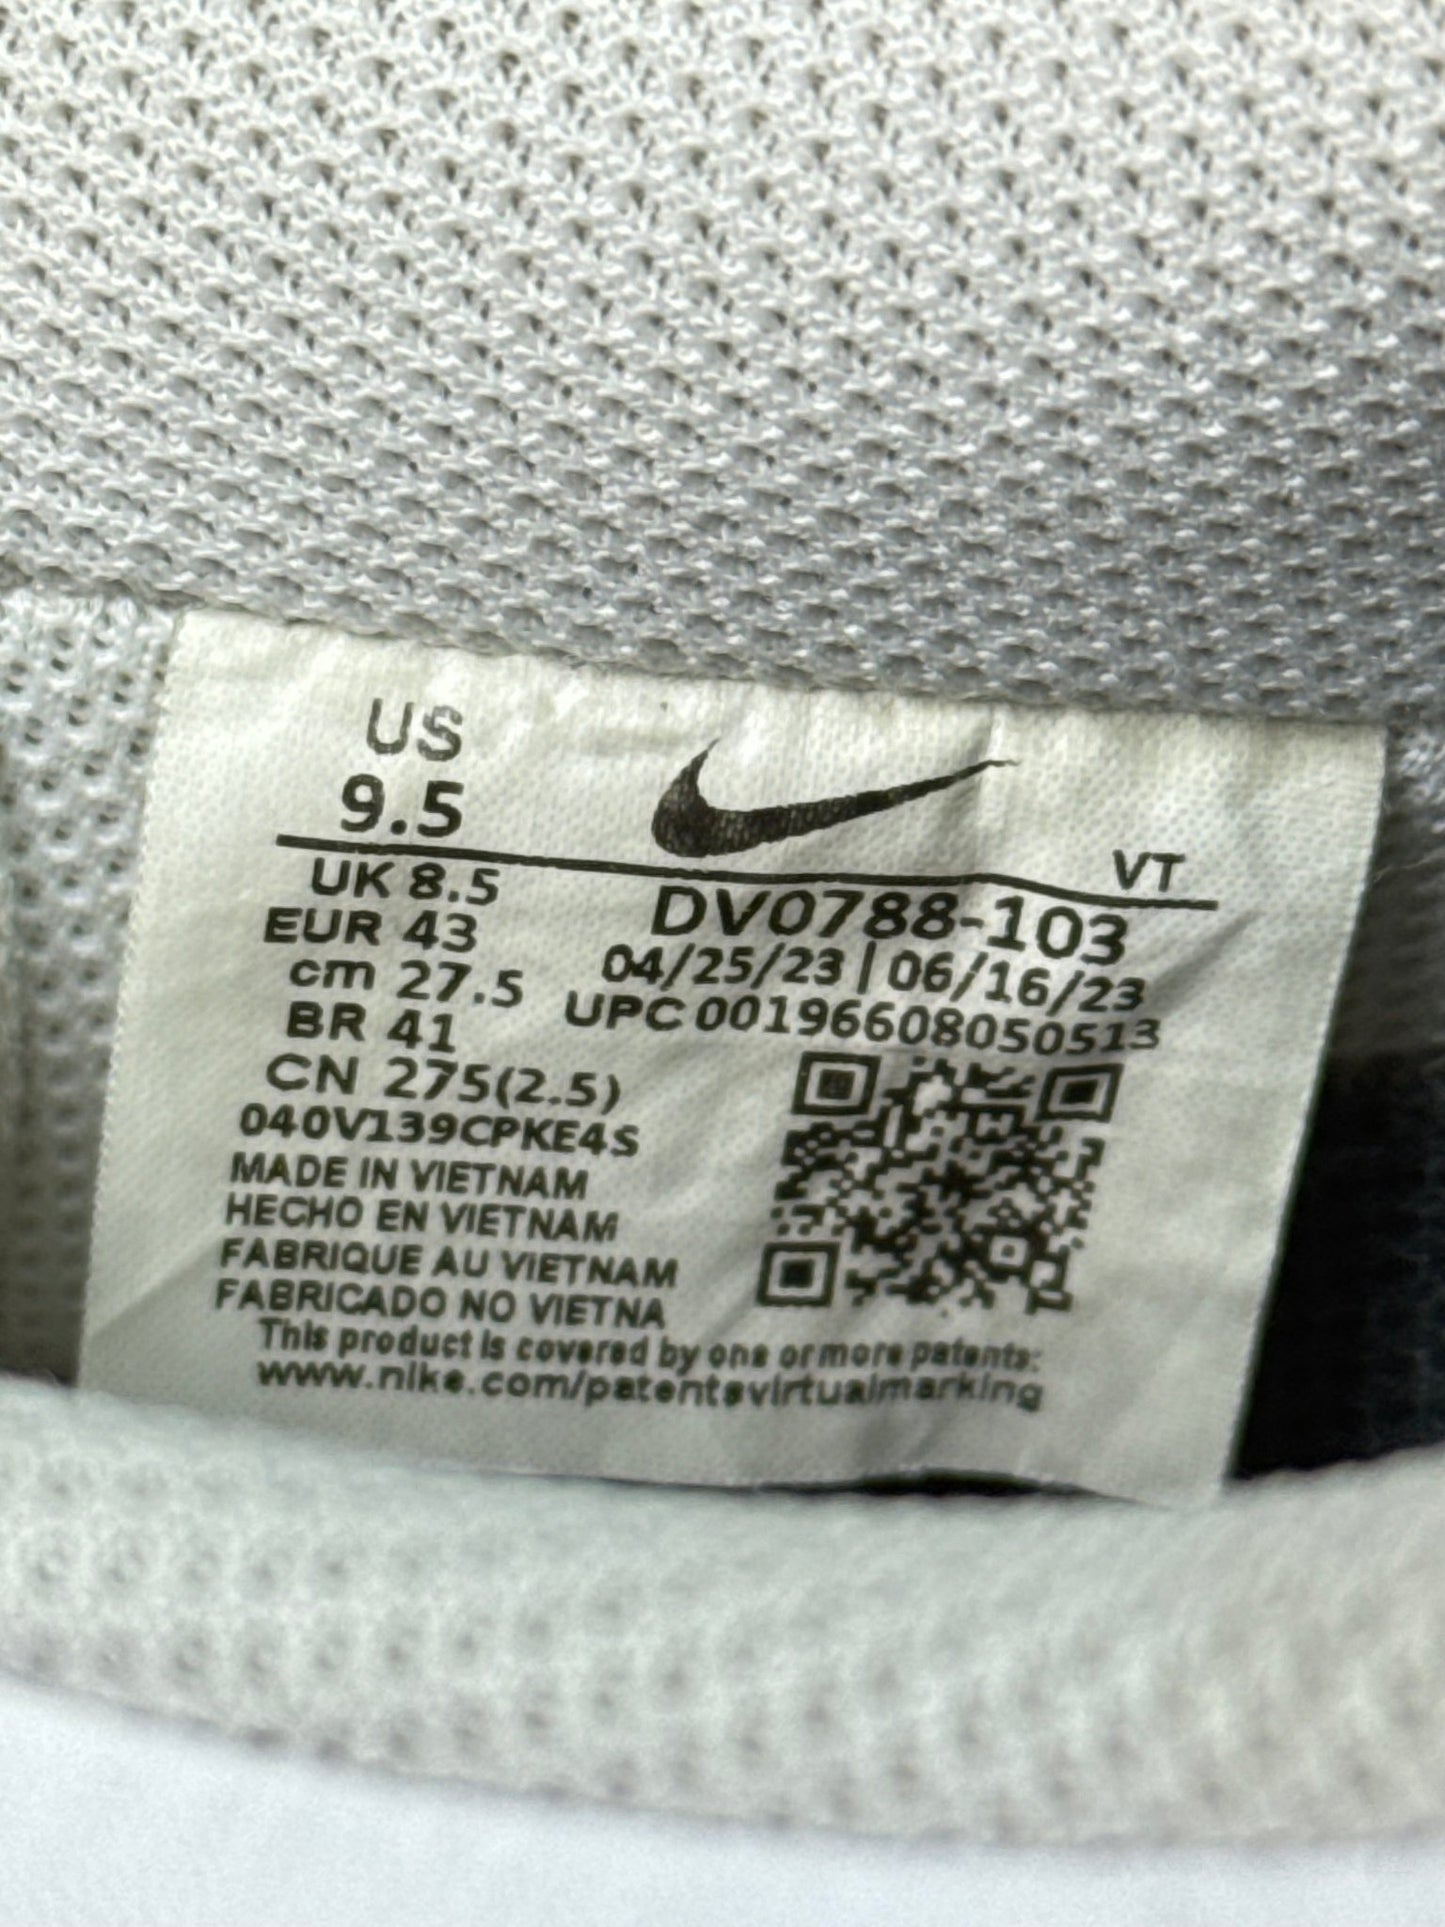 US
9.5
VT
UK 8.5
EUR 43
cm 27.5
BR 41
CN 275(2.5)
DV0788-103
04/25/23 | 06/16/23
UPC 00196608050513
040V139CPKE4S
MADE IN VIETNAM
HECHO EN VIETNAM
FABRIQUE AU VIETNAM
FABRICADO NO VIETNA
This product is covered by one or more patents:
www.nike.com/patentsvirtualmarking